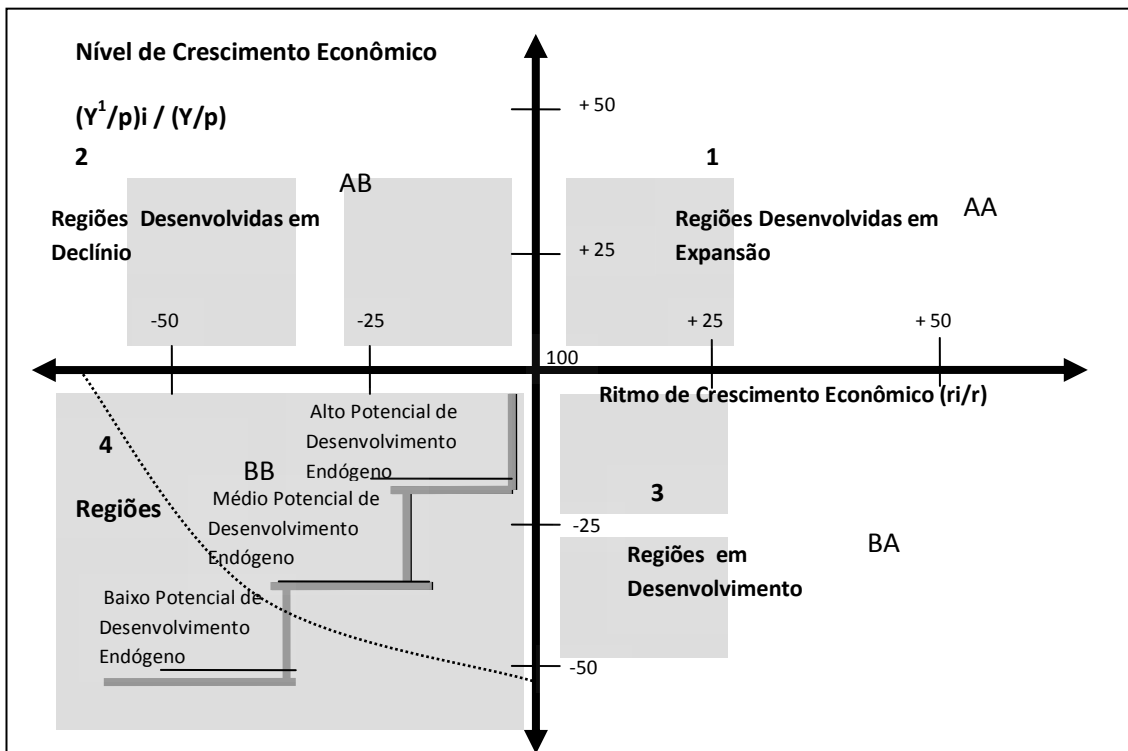 Nível de Crescimento Econômico
(Y¹/p)i / (Y/p)
+ 50
2
1
AB
AA
Regiões Desenvolvidas em
Declínio
Regiões Desenvolvidas em
Expansão
+ 25
-50
-25
+ 25
+ 50
100
Ritmo de Crescimento Econômico (ri/r)
4
Regiões
BB
Alto Potencial de
Desenvolvimento
Endógeno
Médio Potencial de
Desenvolvimento
Endógeno
Baixo Potencial de
Desenvolvimento
Endógeno
3
-25
BA
Regiões em
Desenvolvimento
-50